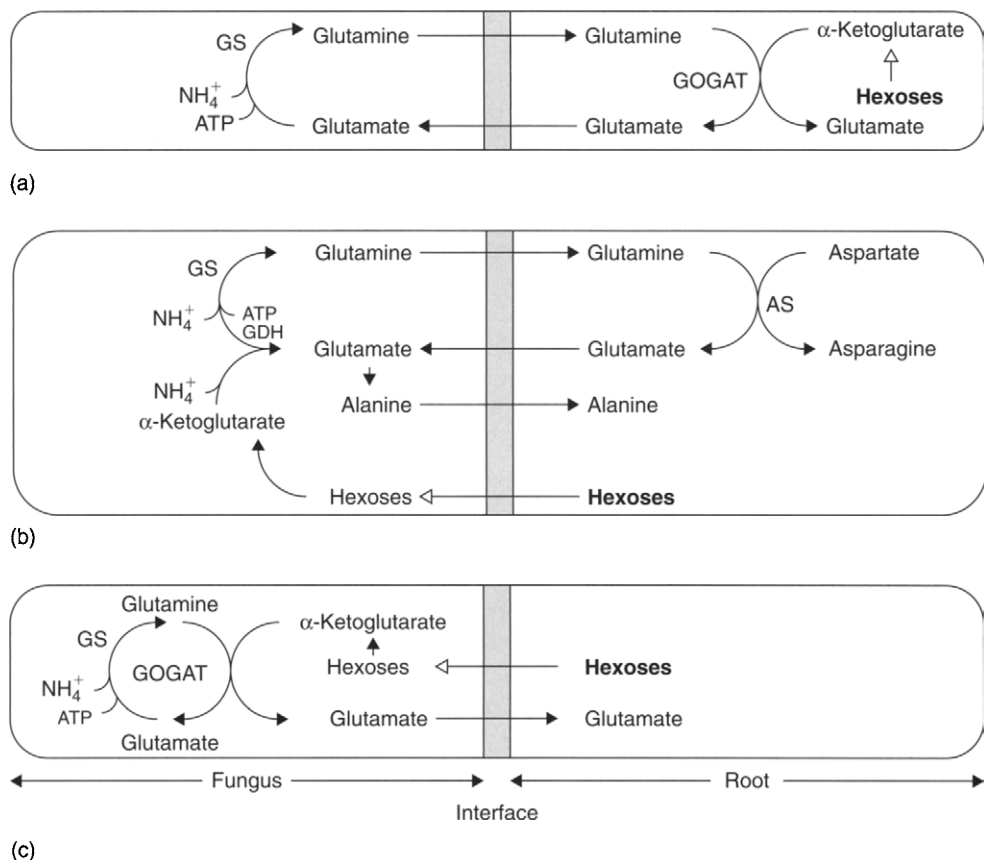 GS
Glutamine
Glutamine
α-Ketoglutarate
NH4+
ATP
GOGAT
Hexoses
Glutamate
Glutamate
Glutamate
(a)
GS
Glutamine
Glutamine
Aspartate
NH4+
ATP
GDH
AS
Glutamate
Glutamate
Asparagine
NH4+
α-Ketoglutarate
Alanine
Alanine
Hexoses
Hexoses
(b)
Glutamine
α-Ketoglutarate
GS
GOGAT
Hexoses
Hexoses
NH4+
ATP
Glutamate
Glutamate
Glutamate
Fungus
Root
Interface
(c)